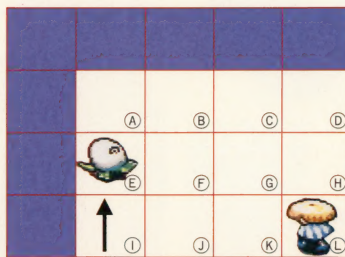 Ⓐ Ⓑ Ⓒ Ⓓ
Ⓔ Ⓕ Ⓖ Ⓗ
Ⓘ Ⓙ Ⓚ Ⓛ